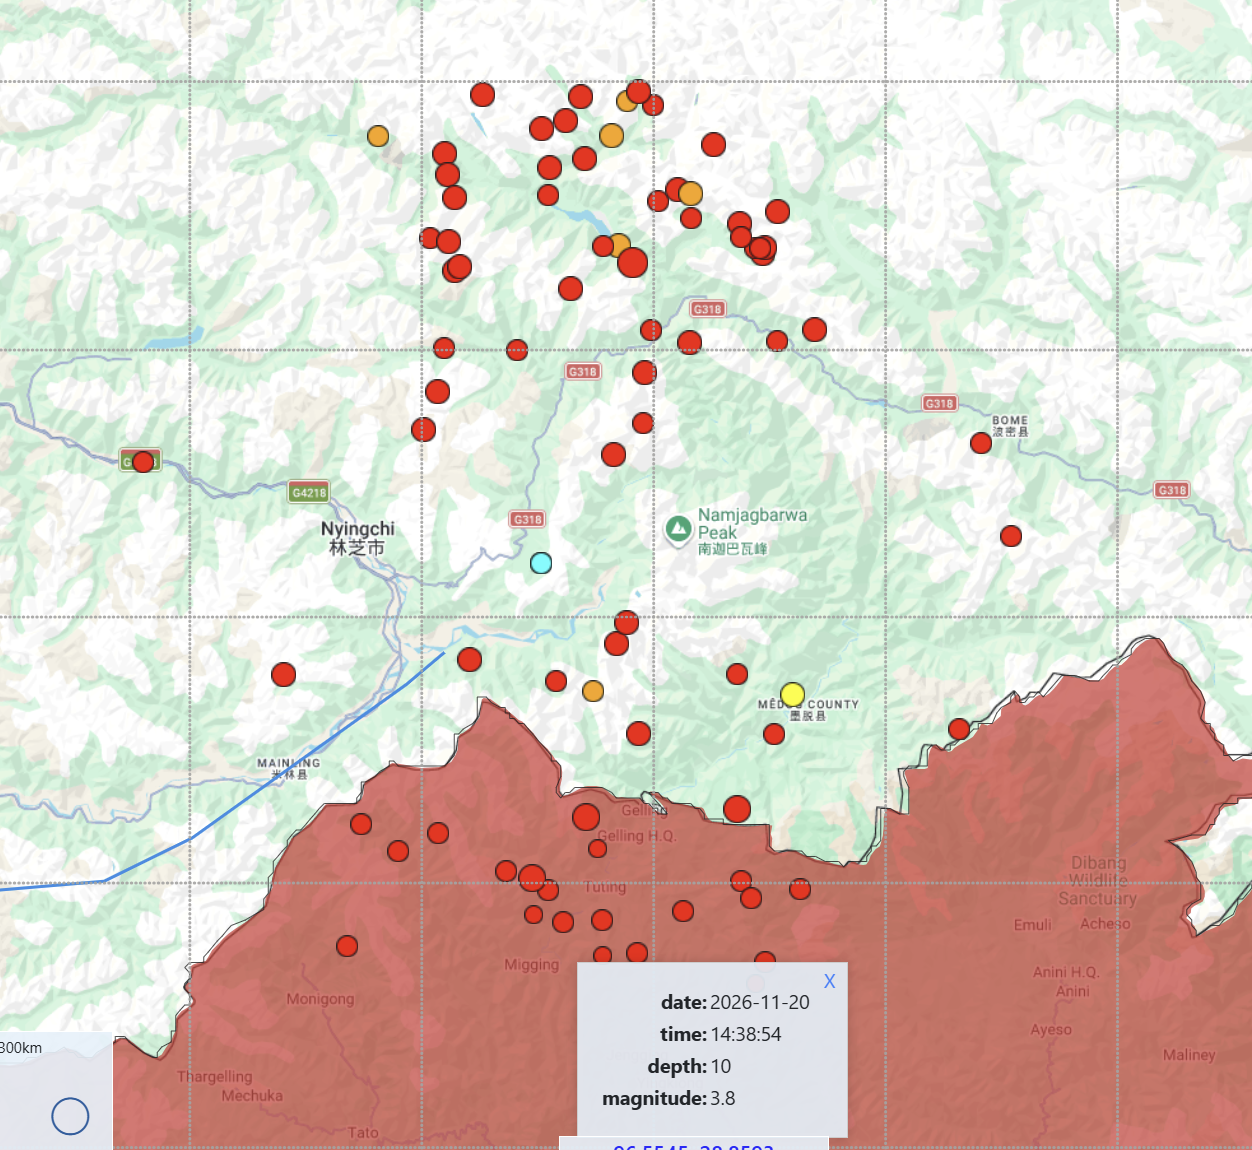 G318
G318
G318
BOME
波密县
G4218
G318
Nyingchi
林芝市
G318
Namjagbarwa
Peak
南迦巴瓦峰
MAINLING
米林县
COUNTY
墨脱县
Gelling
Gelling H.Q.
Tuting
Dibang
Wildlife
Sanctuary
Emuli
Acheso
Migging
Anini H.Q.
Anini
Monigong
Ayeso
Maliney
300km
Thargelling
Mechuka
Tato
X
date: 2026-11-20
time: 14:38:54
depth: 10
magnitude: 3.8